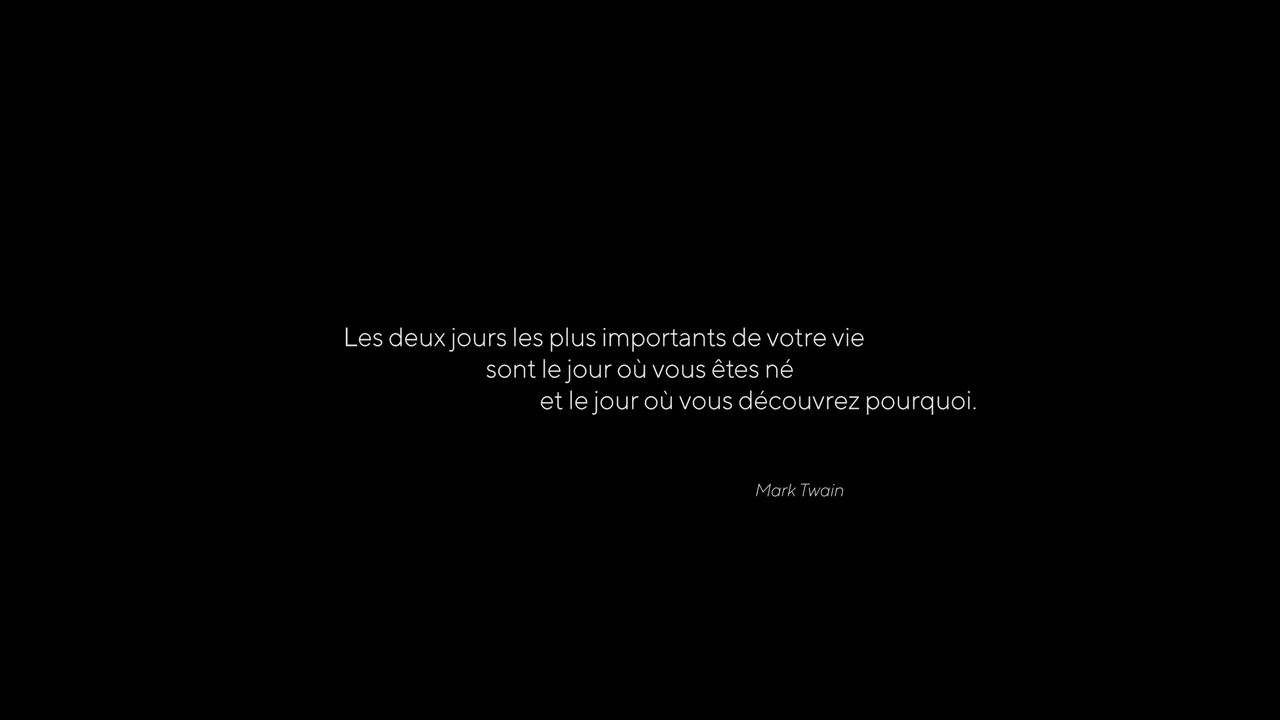 Les deux jours les plus importants de votre vie
sont le jour où vous êtes né
et le jour où vous découvrez pourquoi.
Mark Twain